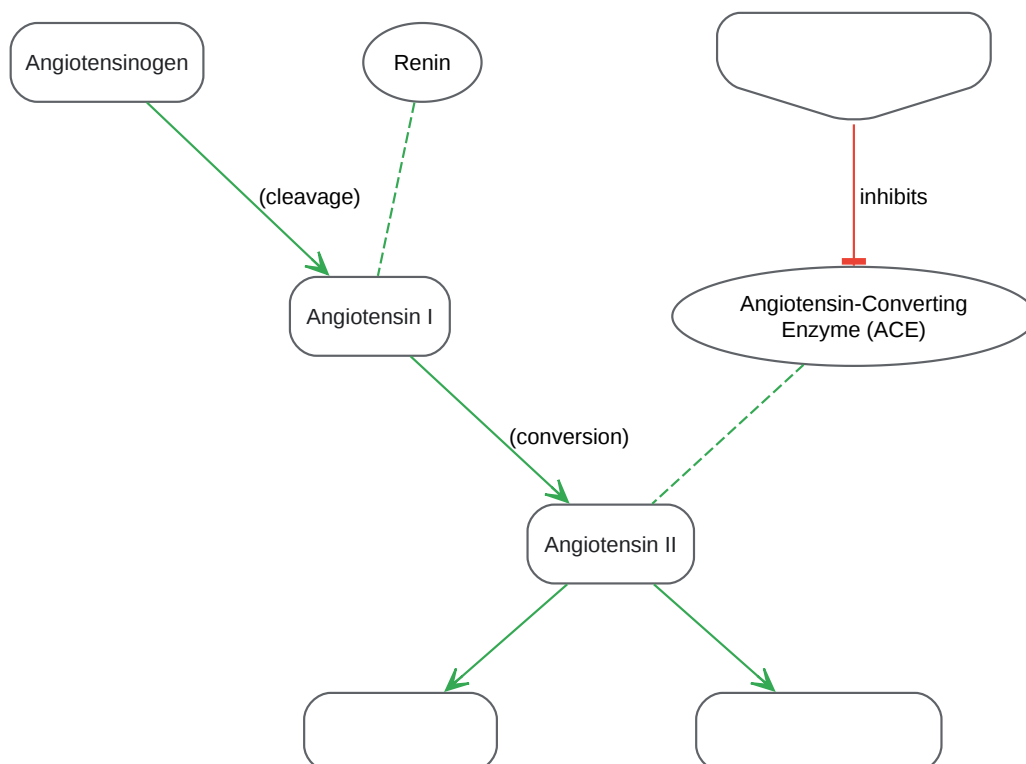 Angiotensinogen
Renin
(cleavage)
inhibits
Angiotensin I
Angiotensin-Converting
Enzyme (ACE)
(conversion)
Angiotensin II